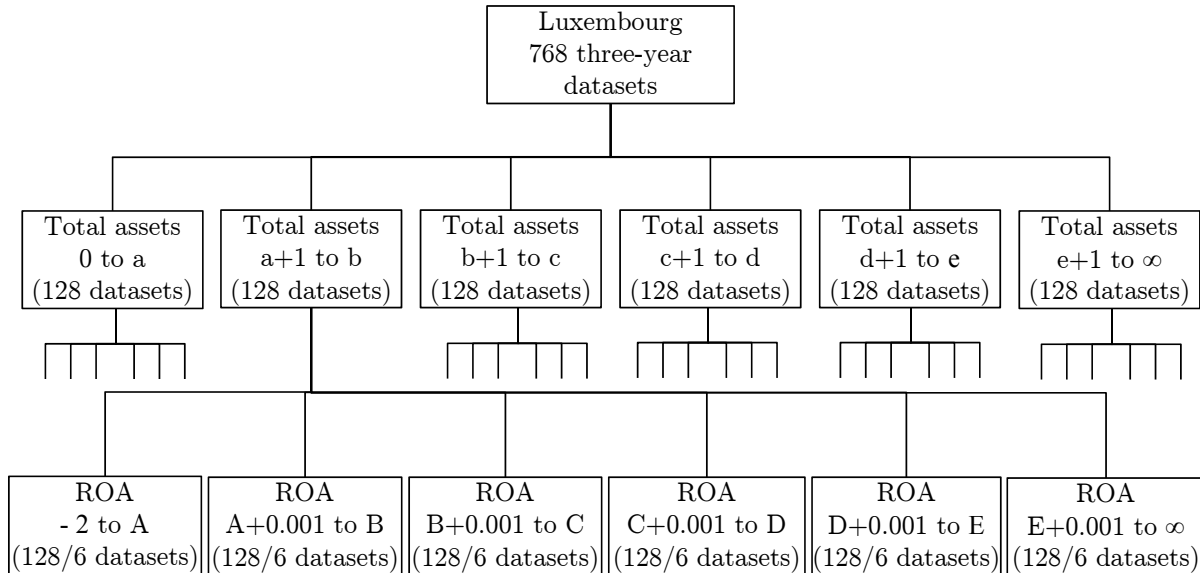 Luxembourg
768 three-year
datasets
Total assets
0 to a
(128 datasets)
Total assets
a+1 to b
(128 datasets)
Total assets
b+1 to c
(128 datasets)
Total assets
c+1 to d
(128 datasets)
Total assets
d+1 to e
(128 datasets)
Total assets
e+1 to ∞
(128 datasets)
ROA
- 2 to A
(128/6 datasets)
ROA
A+0.001 to B
(128/6 datasets)
ROA
B+0.001 to C
(128/6 datasets)
ROA
C+0.001 to D
(128/6 datasets)
ROA
D+0.001 to E
(128/6 datasets)
ROA
E+0.001 to ∞
(128/6 datasets)